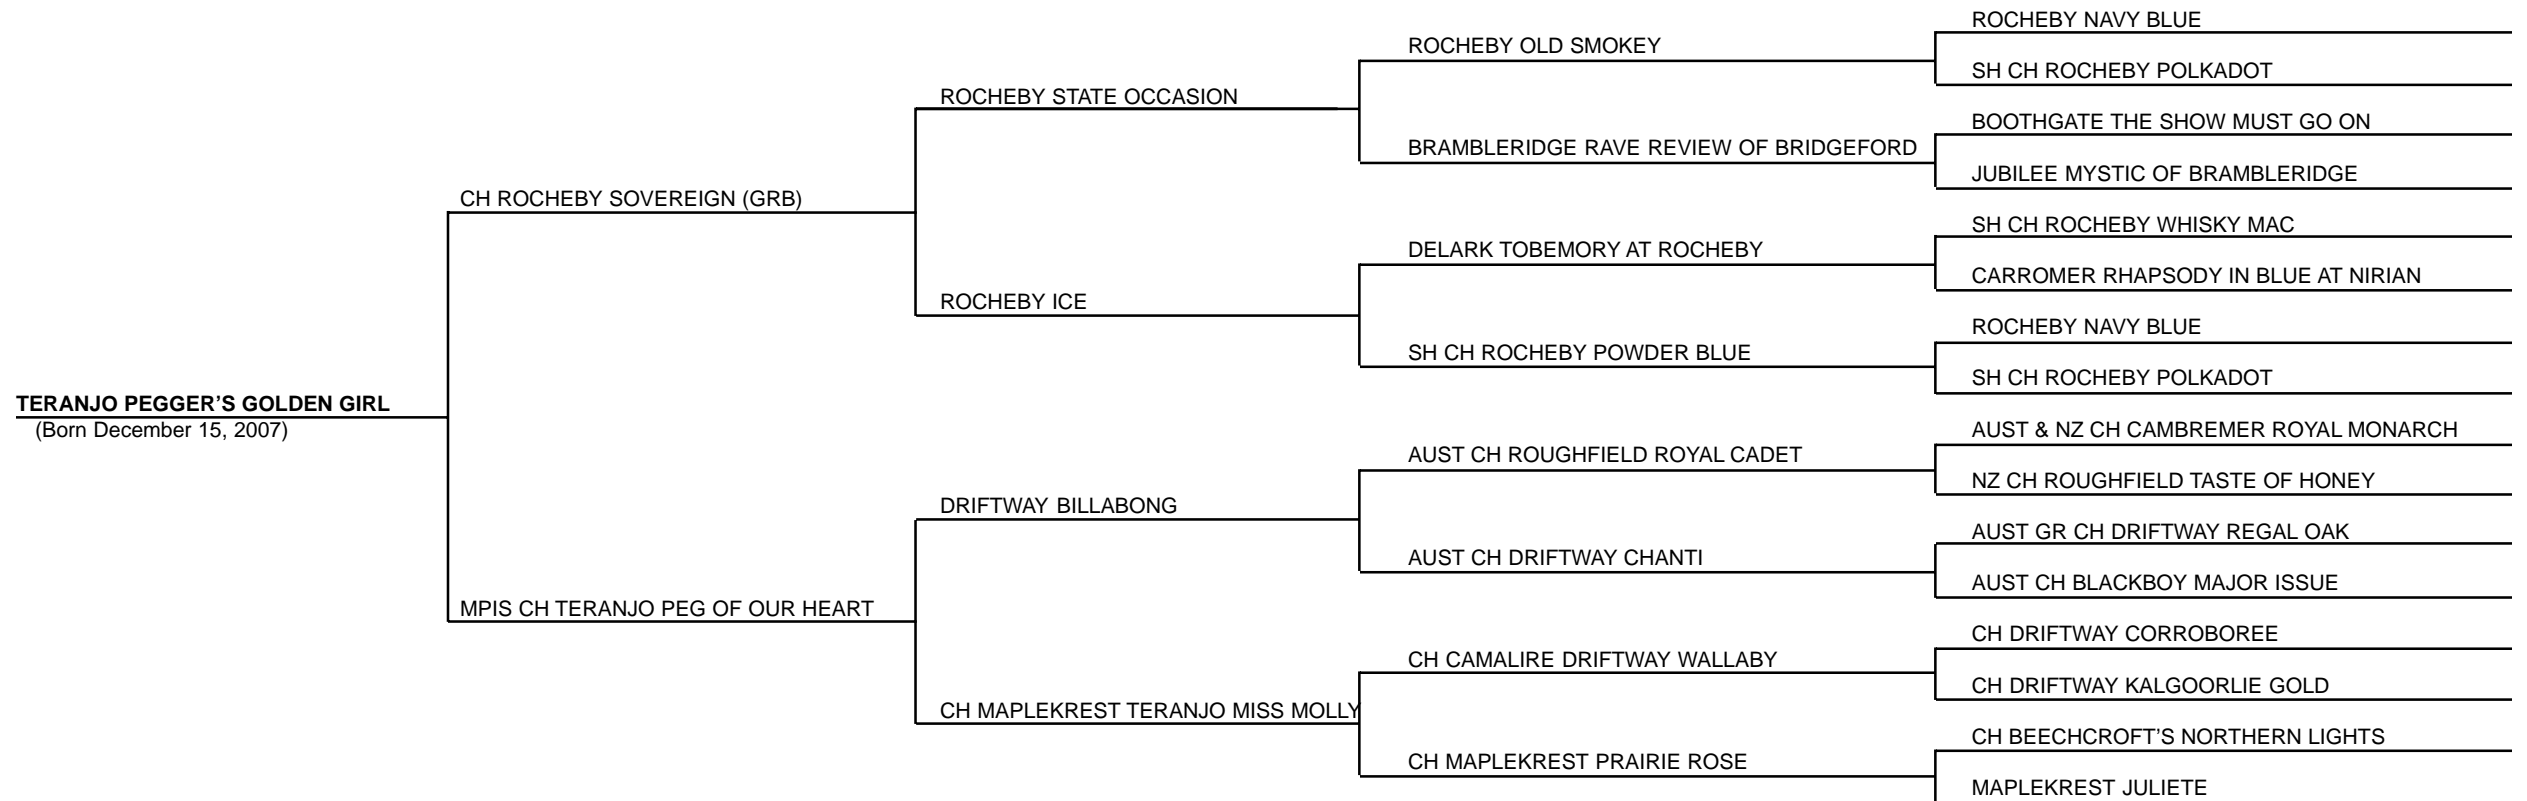 ROCHEBY NAVY BLUE
ROCHEBY OLD SMOKEY
SH CH ROCHEBY POLKADOT
ROCHEBY STATE OCCASION
BOOTHGATE THE SHOW MUST GO ON
BRAMBLERIDGE RAVE REVIEW OF BRIDGEFORD
JUBILEE MYSTIC OF BRAMBLERIDGE
CH ROCHEBY SOVEREIGN (GRB)
SH CH ROCHEBY WHISKY MAC
DELARK TOBEMORY AT ROCHEBY
CARROMER RHAPSODY IN BLUE AT NIRIAN
ROCHEBY ICE
ROCHEBY NAVY BLUE
SH CH ROCHEBY POWDER BLUE
SH CH ROCHEBY POLKADOT
TERANJO PEGGER’S GOLDEN GIRL
(Born December 15, 2007)
AUST & NZ CH CAMBREMER ROYAL MONARCH
AUST CH ROUGHFIELD ROYAL CADET
NZ CH ROUGHFIELD TASTE OF HONEY
DRIFTWAY BILLABONG
AUST GR CH DRIFTWAY REGAL OAK
AUST CH DRIFTWAY CHANTI
AUST CH BLACKBOY MAJOR ISSUE
MPIS CH TERANJO PEG OF OUR HEART
CH DRIFTWAY CORROBOREE
CH CAMALIRE DRIFTWAY WALLABY
CH DRIFTWAY KALGOORLIE GOLD
CH MAPLEKREST TERANJO MISS MOLLY
CH BEECHCROFT’S NORTHERN LIGHTS
CH MAPLEKREST PRAIRIE ROSE
MAPLEKREST JULIETE